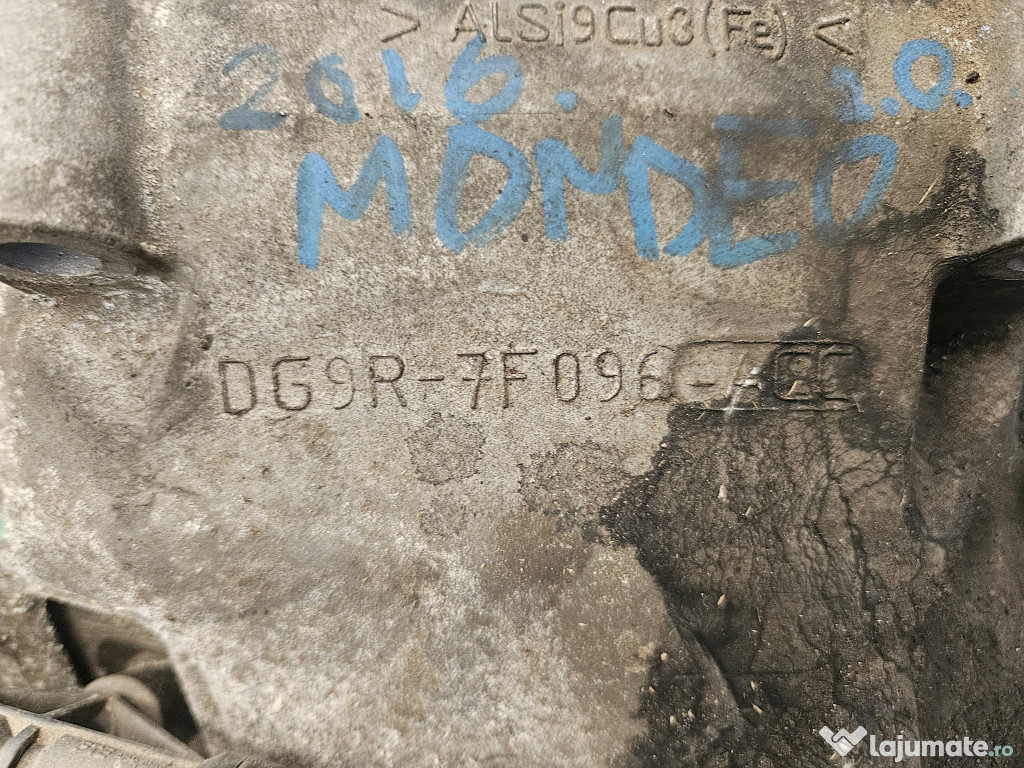 > AlSi9Cu3(Fe) <
2016. 2.0.
MONDEO
DG9R-7F096
lajumate.ro